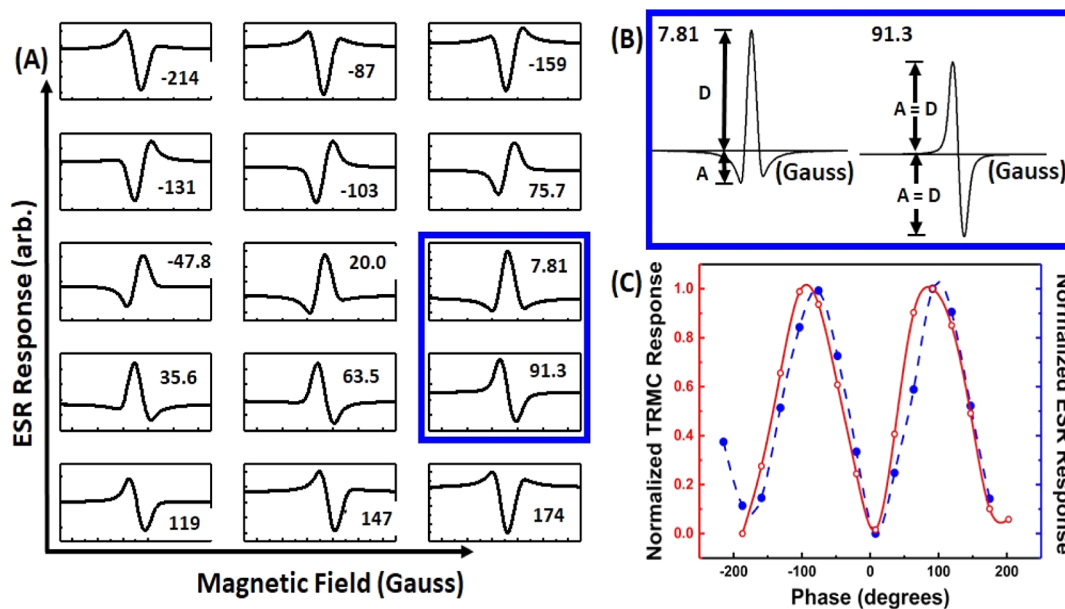 (A)
-214
-87
-159
-131
-103
75.7
-47.8
20.0
7.81
35.6
63.5
91.3
119
147
174
ESR Response (arb.)
Magnetic Field (Gauss)
(B)
7.81
91.3
D
A
(Gauss)
A = D
A = D
(Gauss)
(C)
Normalized TRMC Response
1.0
0.8
0.6
0.4
0.2
0.0
-200
-100
0
100
200
Phase (degrees)
Normalized ESR Response